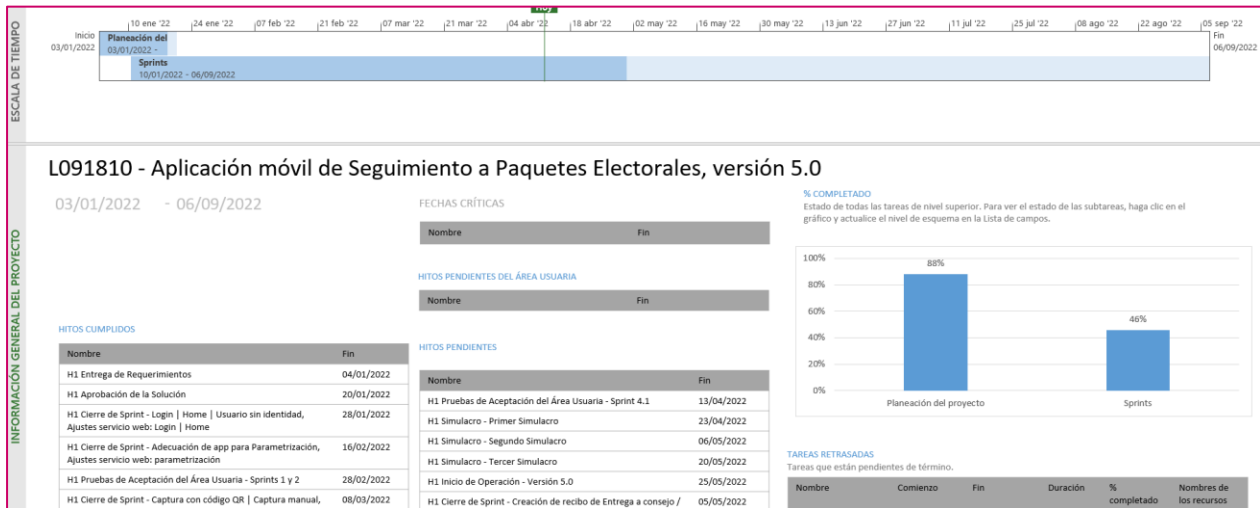 Hoy
10 ene '22 24 ene '22 07 feb '22 21 feb '22 07 mar '22 21 mar '22 04 abr '22 18 abr '22 02 may '22 16 may '22 30 may '22 13 jun '22 27 jun '22 11 jul '22 25 jul '22 08 ago '22 22 ago '22 05 sep '22
ESCALA DE TIEMPO
Inicio
03/01/2022
Planeación del
03/01/2022 -
Sprints
10/01/2022 - 06/09/2022
Fin
06/09/2022
L091810 - Aplicación móvil de Seguimiento a Paquetes Electorales, versión 5.0
INFORMACIÓN GENERAL DEL PROYECTO
03/01/2022 - 06/09/2022
HITOS CUMPLIDOS
Nombre Fin
H1 Entrega de Requerimientos 04/01/2022
H1 Aprobación de la Solución 20/01/2022
H1 Cierre de Sprint - Login | Home | Usuario sin identidad, 28/01/2022
Ajustes servicio web: Login | Home
H1 Cierre de Sprint - Adecuación de app para Parametrización, 16/02/2022
Ajustes servicio web: parametrización
H1 Pruebas de Aceptación del Área Usuaria - Sprints 1 y 2 28/02/2022
H1 Cierre de Sprint - Captura con código QR | Captura manual, 08/03/2022
FECHAS CRÍTICAS
Nombre Fin
HITOS PENDIENTES DEL ÁREA USUARIA
Nombre Fin
HITOS PENDIENTES
Nombre Fin
H1 Pruebas de Aceptación del Área Usuaria - Sprint 4.1 13/04/2022
H1 Simulacro - Primer Simulacro 23/04/2022
H1 Simulacro - Segundo Simulacro 06/05/2022
H1 Simulacro - Tercer Simulacro 20/05/2022
H1 Inicio de Operación - Versión 5.0 25/05/2022
H1 Cierre de Sprint - Creación de recibo de Entrega a consejo / 05/05/2022
% COMPLETADO
Estado de todas las tareas de nivel superior. Para ver el estado de las subtareas, haga clic en el
gráfico y actualice el nivel de esquema en la Lista de campos.
100%
80%
60%
40%
20%
0%
88%
46%
Planeación del proyecto Sprints
TAREAS RETRASADAS
Tareas que están pendientes de término.
Nombre Comienzo Fin Duración % Nombres de
completado los recursos